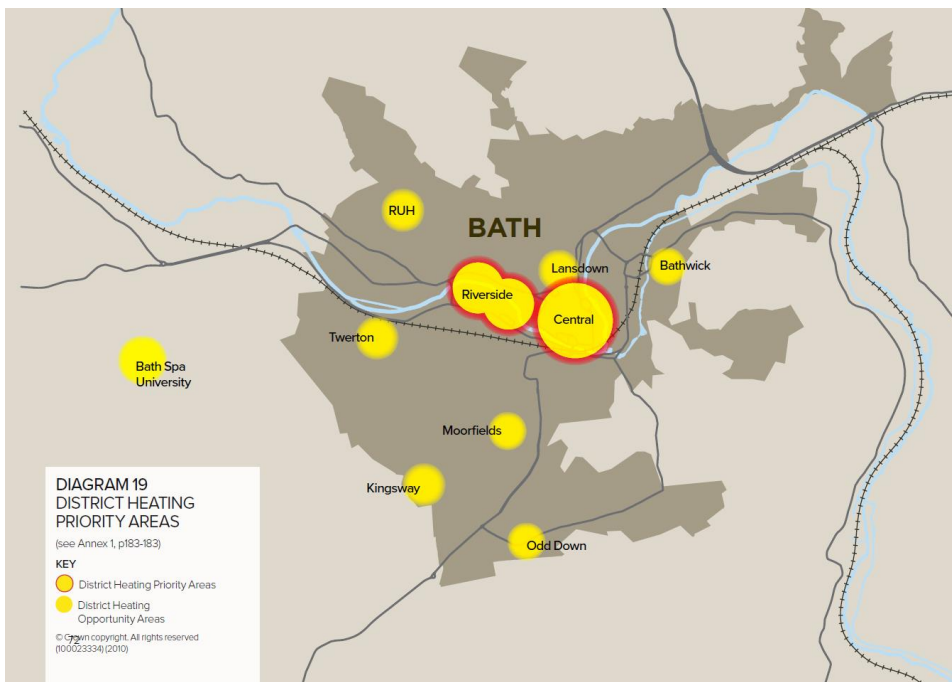 RUH
BATH
Lansdown
Bathwick
Riverside
Central
Twerton
Bath Spa
University
Moorfields
Kingsway
Odd Down
DIAGRAM 19
DISTRICT HEATING
PRIORITY AREAS
(see Annex 1, p183-183)
KEY
District Heating Priority Areas
District Heating
Opportunity Areas
© Crown copyright. All rights reserved
72
(100023334) (2010)